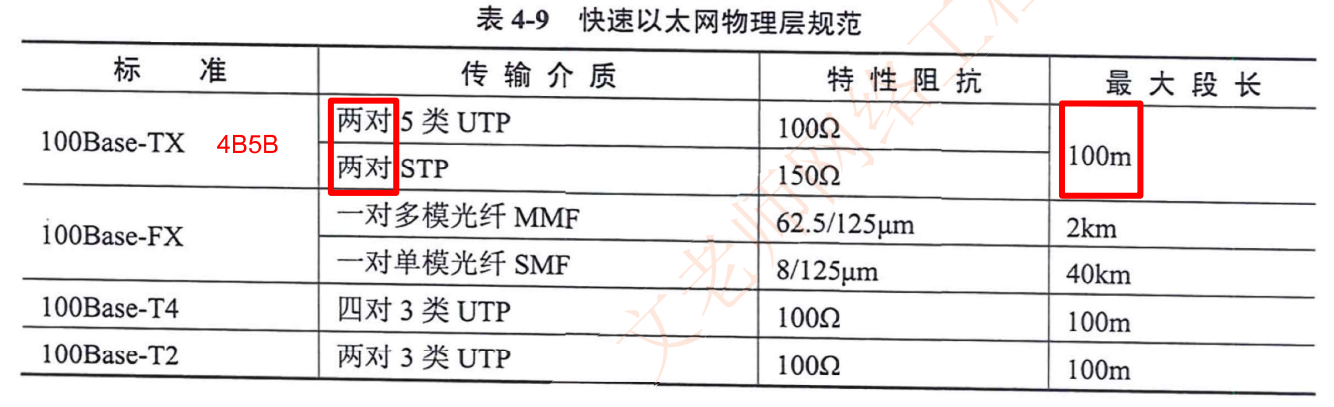 表 4-9 快速以太网物理层规范
标 准 传输介质 特性阻抗 最大段长
100Base-TX 4B5B 两对 5 类 UTP 100Ω 100m
两对 STP 150Ω
100Base-FX 一对多模光纤 MMF 62.5/125μm 2km
一对单模光纤 SMF 8/125μm 40km
100Base-T4 四对 3 类 UTP 100Ω 100m
100Base-T2 两对 3 类 UTP 100Ω 100m
文老师网络工程